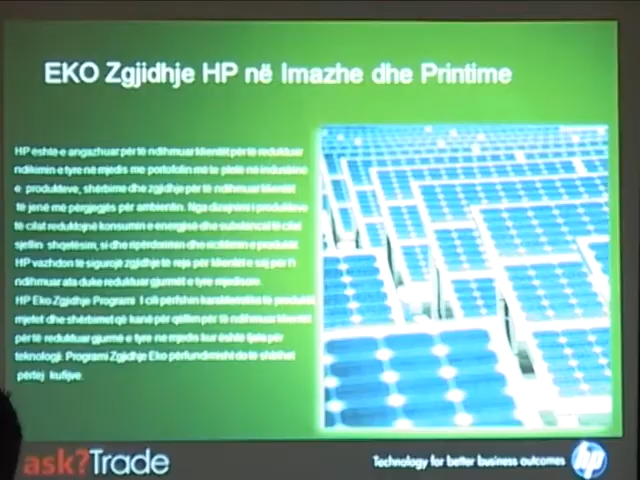 EKO Zgjidhje HP në Imazhe dhe Printime
HP është e angazhuar për të ndihmuar klientët për të reduktuar
ndikimin e tyre në mjedis me portofolin më të plotë në industrinë
e produkteve, shërbime dhe zgjidhje për të ndihmuar klientët
të jenë më përgjegjës për ambientin. Nga dizajnimi i produkteve
të cilat reduktojnë konsumin e energjisë dhe substancat të cilat
sjellin shqetësim, si dhe ripërdorimin dhe riciklimin e produktit.
HP vazhdon të sigurojë zgjidhje të reja për klientët e saj për t'i
ndihmuar ata duke reduktuar gjurmët e tyre mjedisore.
HP Eko Zgjidhje Programi i cili përfshin karakteristika të
mjetet dhe shërbimet që kanë për qëllim për të ndihmuar klientët
për të reduktuar gjurmë e tyre në mjedis kur është fjala për
teknologji. Programi Zgjidhje Eko përfundimisht do të shtrihet
përtej kufijve.
ask?Trade
Technology for better business outcomes
hp